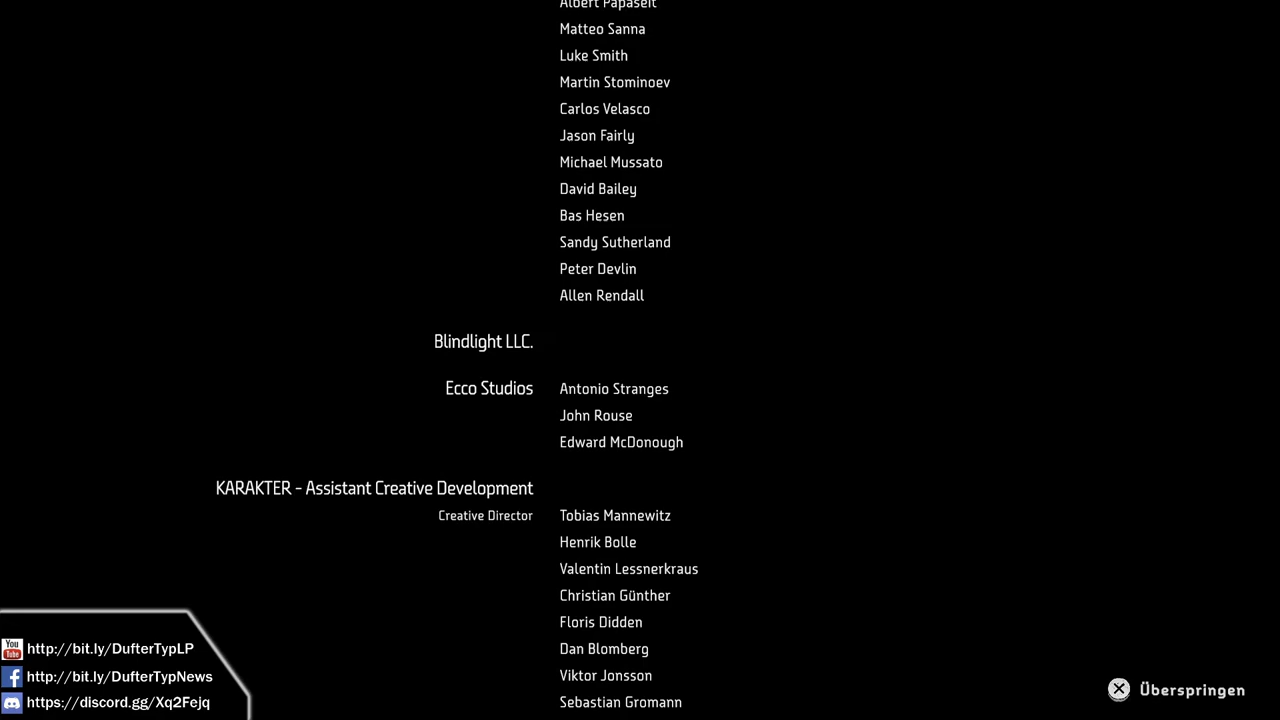 Albert Papaseit
Matteo Sanna
Luke Smith
Martin Stominoev
Carlos Velasco
Jason Fairly
Michael Mussato
David Bailey
Bas Hesen
Sandy Sutherland
Peter Devlin
Allen Rendall
Blindlight LLC.
Ecco Studios Antonio Stranges
John Rouse
Edward McDonough
KARAKTER - Assistant Creative Development
Creative Director Tobias Mannewitz
Henrik Bolle
Valentin Lessnerkraus
Christian Günther
Floris Didden
Dan Blomberg
Viktor Jonsson
Sebastian Gromann
You Tube http://bit.ly/DufterTypLP
f http://bit.ly/DufterTypNews
https://discord.gg/Xq2Fejq
Überspringen